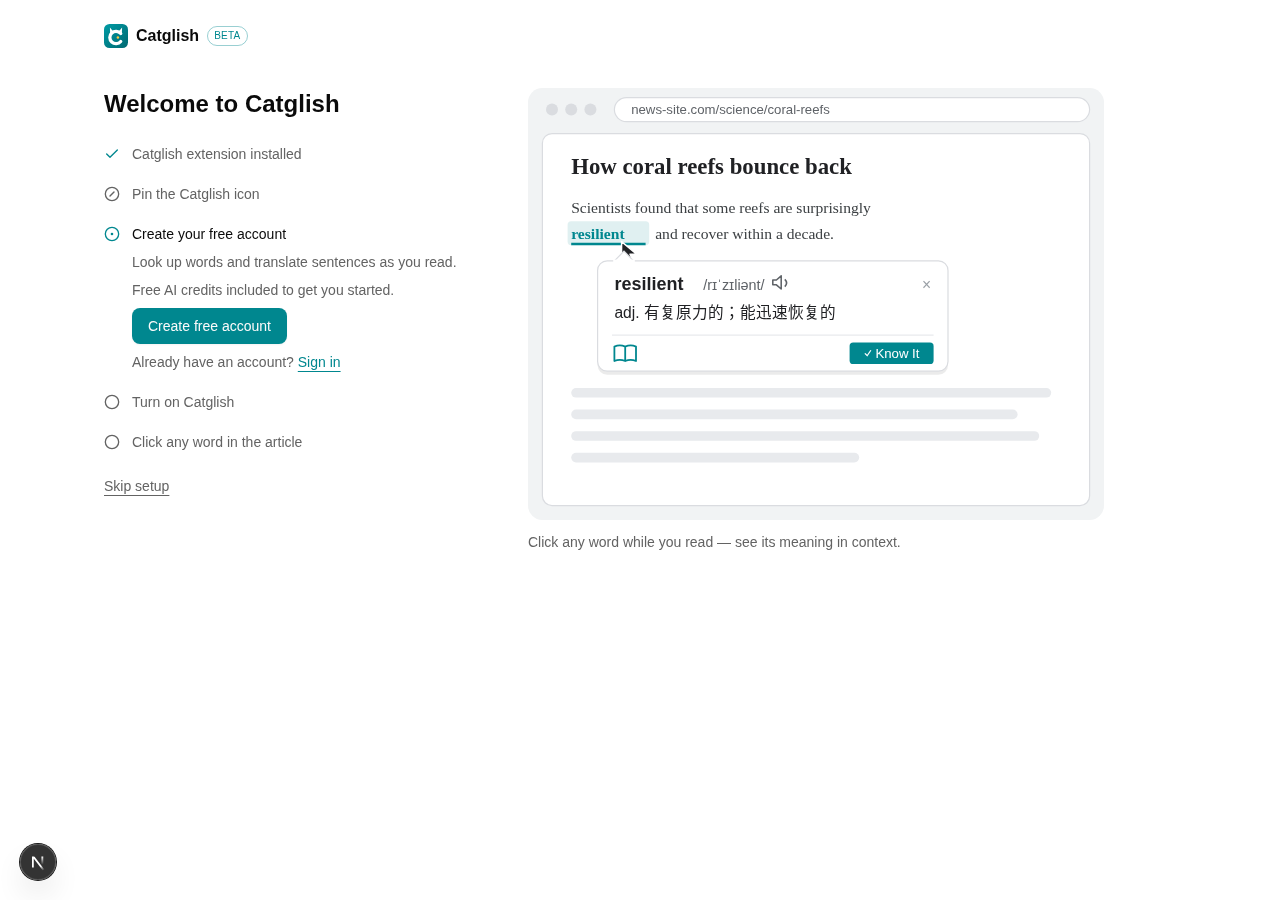 Catglish BETA
Welcome to Catglish
Catglish extension installed
Pin the Catglish icon
Create your free account
Look up words and translate sentences as you read.
Free AI credits included to get you started.
Create free account
Already have an account? Sign in
Turn on Catglish
Click any word in the article
Skip setup
news-site.com/science/coral-reefs
How coral reefs bounce back
Scientists found that some reefs are surprisingly
resilient and recover within a decade.
resilient /rɪˈzɪliənt/ ×
adj. 有复原力的；能迅速恢复的
✓ Know It
Click any word while you read — see its meaning in context.
N